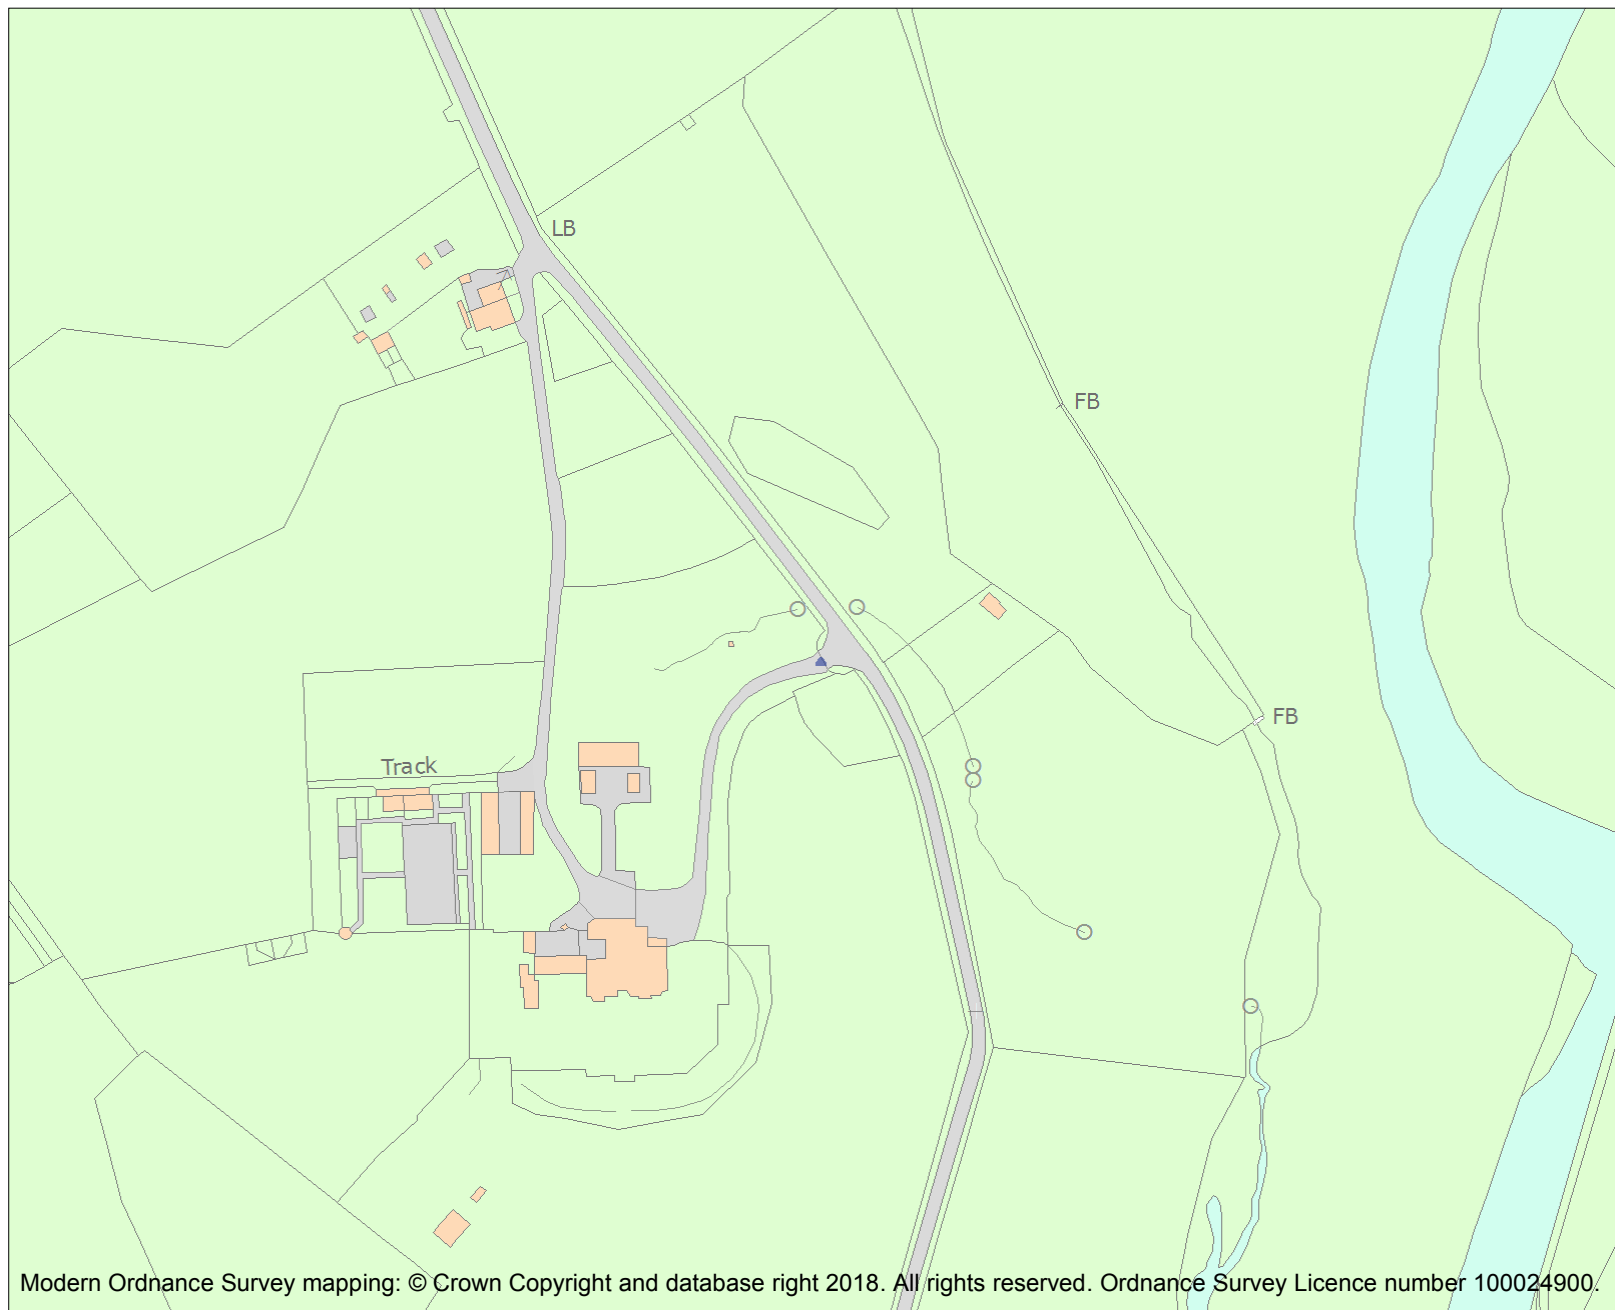 LB
FB
FB
Track
Modern Ordnance Survey mapping: © Crown Copyright and database right 2018. All rights reserved. Ordnance Survey Licence number 100024900.